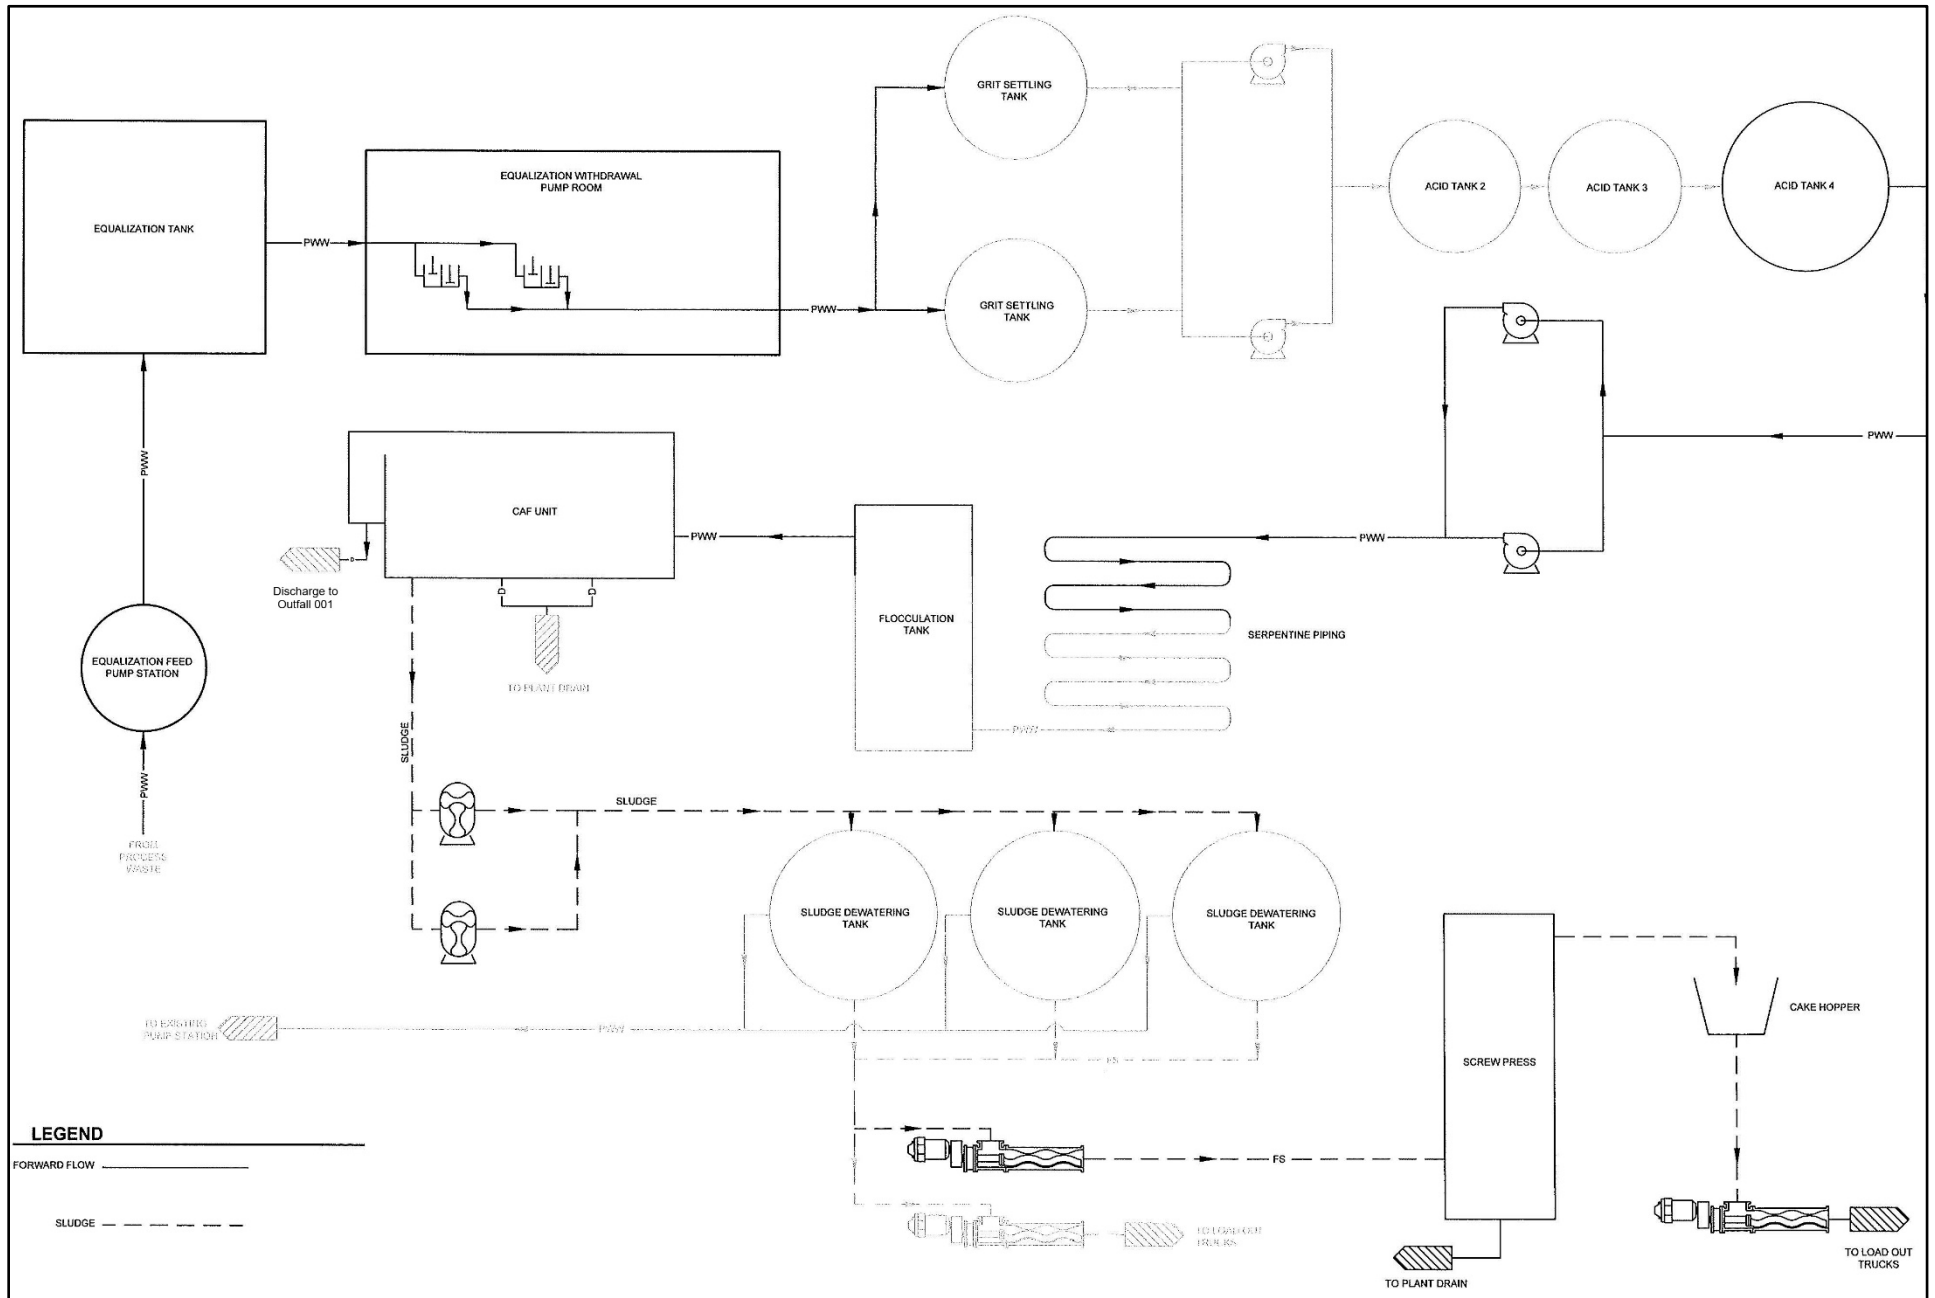 GRIT SETTLING
TANK
EQUALIZATION WITHDRAWAL
PUMP ROOM
ACID TANK 2
ACID TANK 3
ACID TANK 4
EQUALIZATION TANK
PWW
PWW
GRIT SETTLING
TANK
PWW
PWW
CAF UNIT
PWW
PWW
D
Discharge to
Outfall 001
D
D
FLOCCULATION
TANK
SERPENTINE PIPING
EQUALIZATION FEED
PUMP STATION
TO PLANT DRAIN
PWW
SLUDGE
PWW
SLUDGE
FROM
PROCESS
WASTE
SLUDGE DEWATERING
TANK
SLUDGE DEWATERING
TANK
SLUDGE DEWATERING
TANK
TO EXISTING
PUMP STATION
PWW
FS
CAKE HOPPER
SCREW PRESS
LEGEND
FORWARD FLOW
SLUDGE
FS
TO LOAD OUT
TRUCKS
TO PLANT DRAIN
TO LOAD OUT
TRUCKS